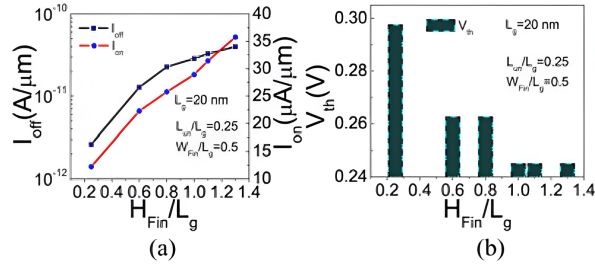 10⁻¹⁰
10⁻¹¹
10⁻¹²
I_off(A/μm)
I_off
I_on
L_g=20 nm
L_un/L_g=0.25
W_Fin/L_g=0.5
0.2 0.4 0.6 0.8 1.0 1.2 1.4
H_Fin/L_g
40
35
30
25
20
15
10
I_on(μA/μm)
(a)
0.30
0.28
0.26
0.24
V_th(V)
V_th
L_g=20 nm
L_un/L_g=0.25
W_Fin/L_g=0.5
0.2 0.4 0.6 0.8 1.0 1.2 1.4
H_Fin/L_g
(b)